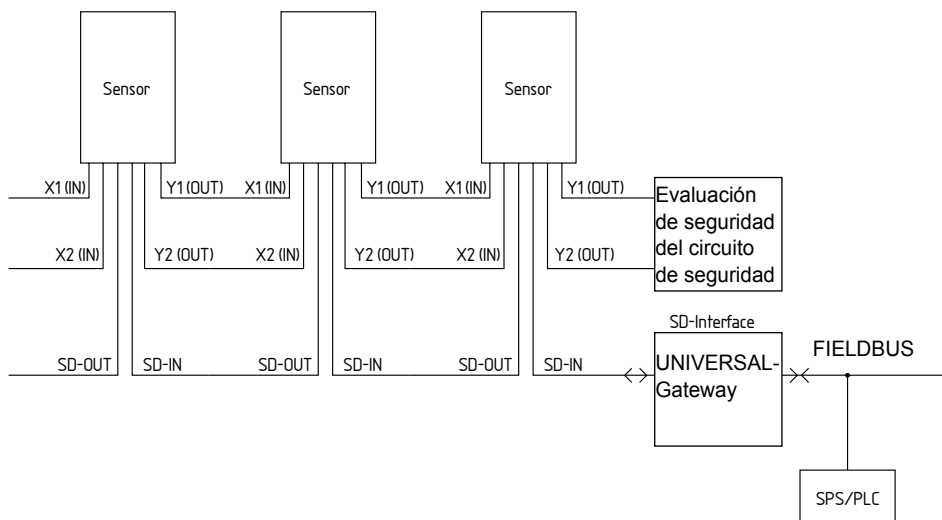 Sensor Sensor Sensor
X1 (IN) Y1 (OUT) X1 (IN) Y1 (OUT) X1 (IN) Y1 (OUT)
X2 (IN) Y2 (OUT) X2 (IN) Y2 (OUT) X2 (IN) Y2 (OUT)
Evaluación
de seguridad
del circuito
de seguridad
SD-Interface
SD-OUT SD-IN SD-OUT SD-IN SD-OUT SD-IN
UNIVERSAL-
Gateway
FIELDBUS
SPS/PLC